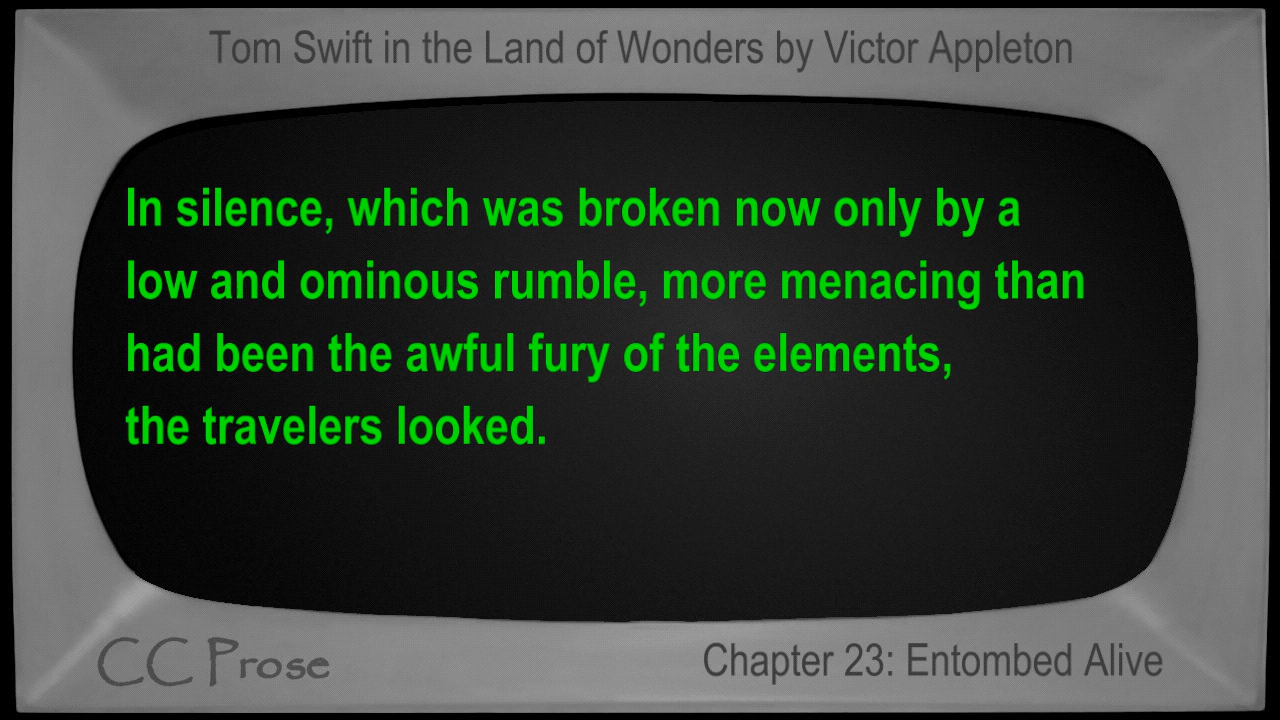 Tom Swift in the Land of Wonders by Victor Appleton
In silence, which was broken now only by a
low and ominous rumble, more menacing than
had been the awful fury of the elements,
the travelers looked.
CC Prose
Chapter 23: Entombed Alive